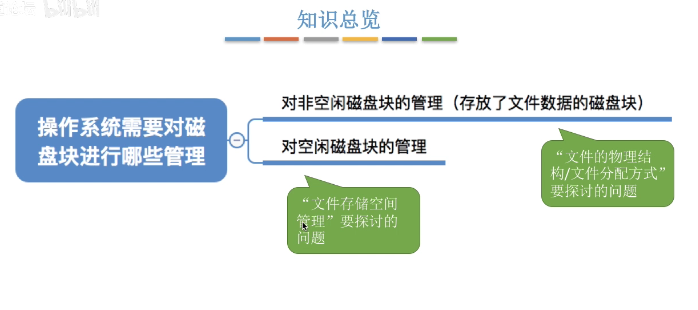 知识总览
操作系统需要对磁
盘块进行哪些管理
对非空闲磁盘块的管理（存放了文件数据的磁盘块）
对空闲磁盘块的管理
“文件的物理结
构/文件分配方式”
要探讨的问题
“文件存储空间
管理”要探讨的
问题